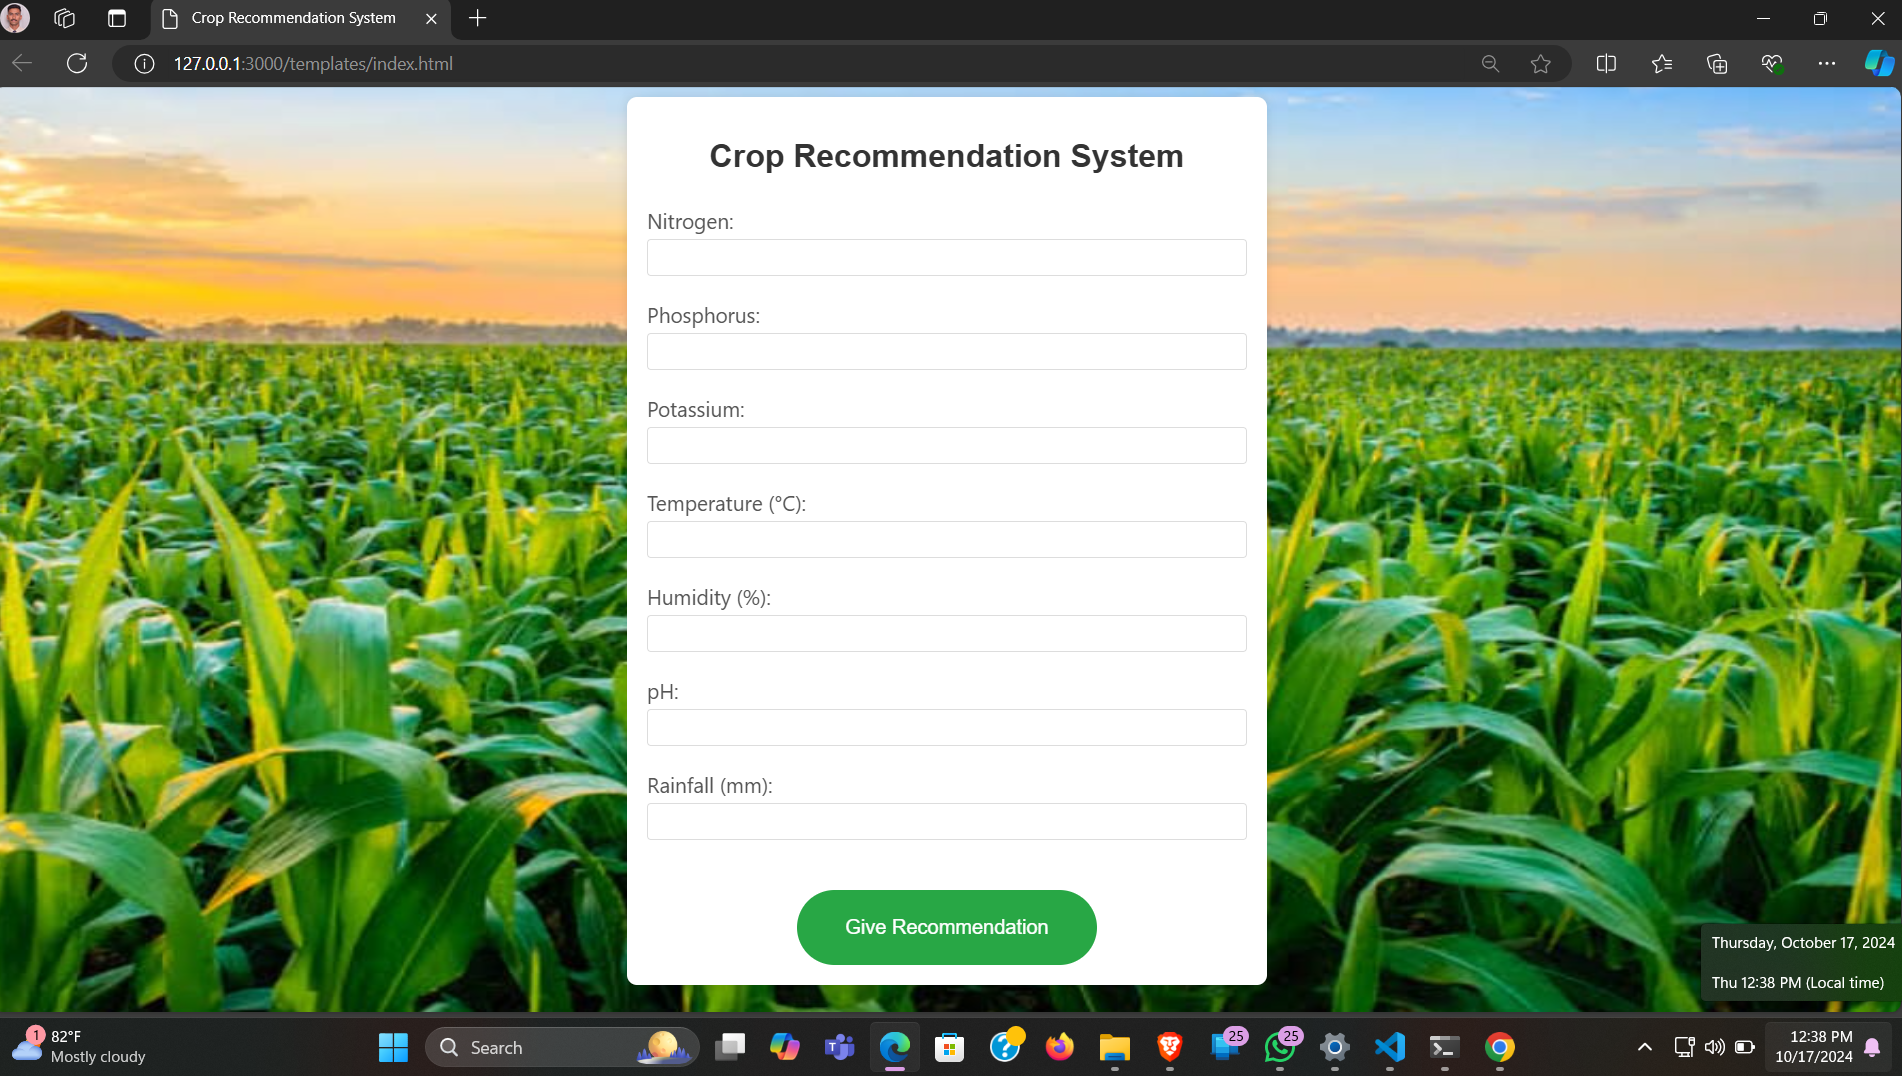 Crop Recommendation System
127.0.0.1:3000/templates/index.html
Crop Recommendation System
Nitrogen:
Phosphorus:
Potassium:
Temperature (°C):
Humidity (%):
pH:
Rainfall (mm):
Give Recommendation
Thursday, October 17, 2024
Thu 12:38 PM (Local time)
1
82°F
Mostly cloudy
Search
25
25
12:38 PM
10/17/2024